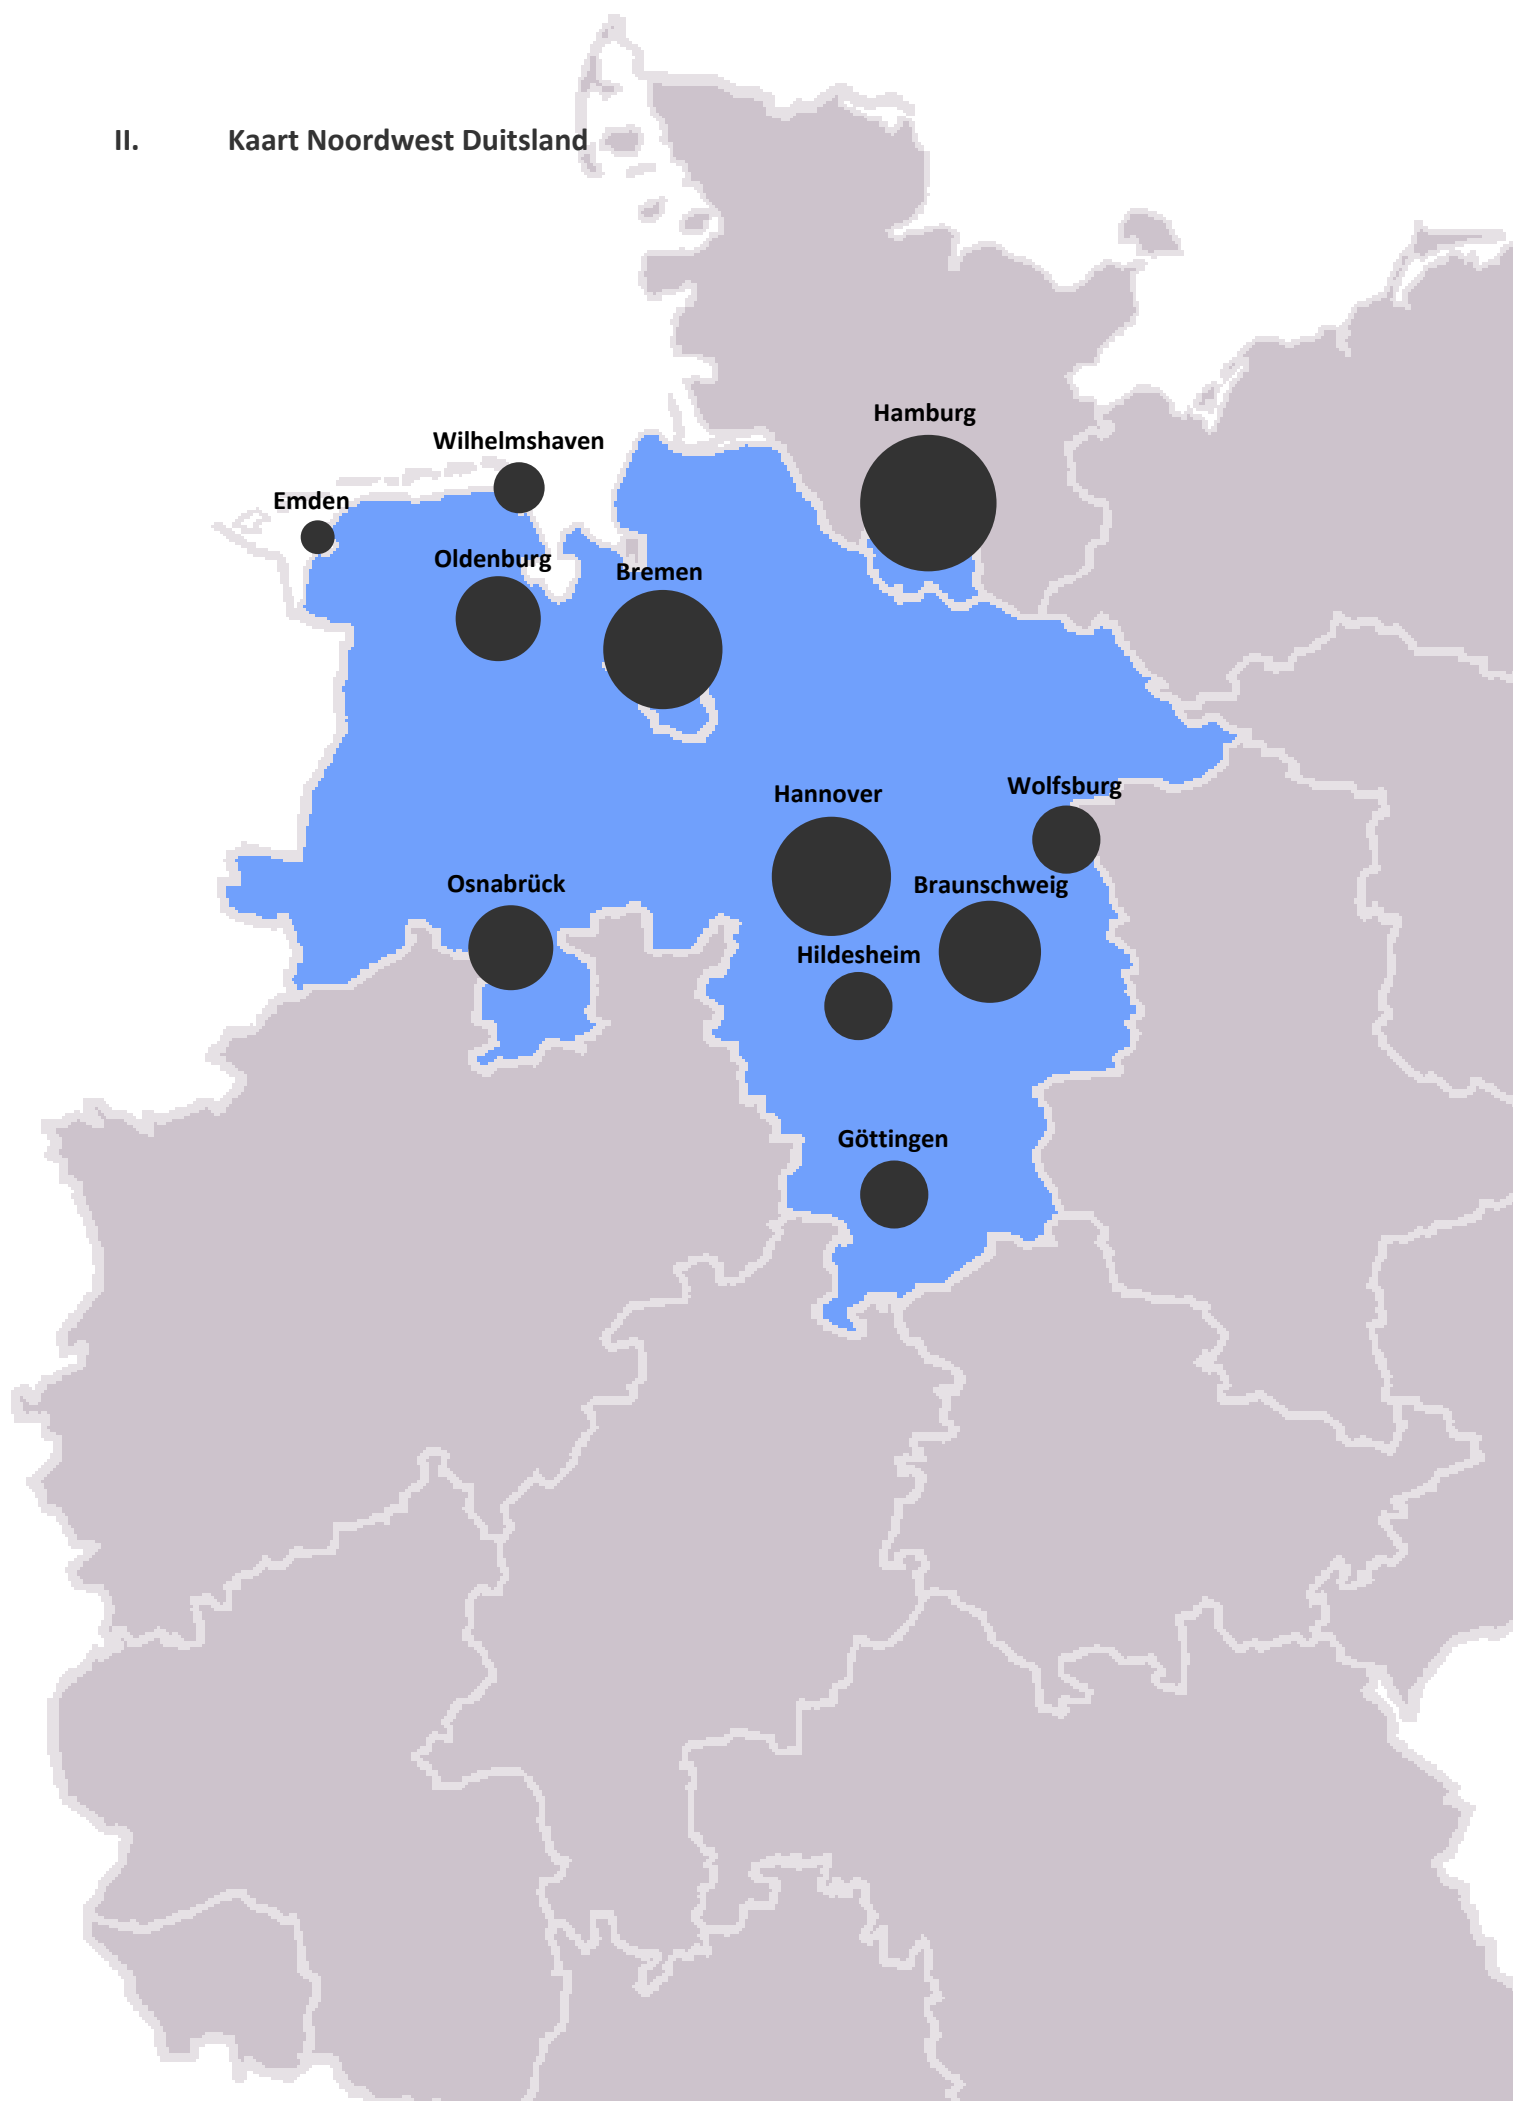 II. Kaart Noordwest Duitsland
Hamburg
Wilhelmshaven
Emden
Oldenburg
Bremen
Wolfsburg
Hannover
Osnabrück
Braunschweig
Hildesheim
Göttingen